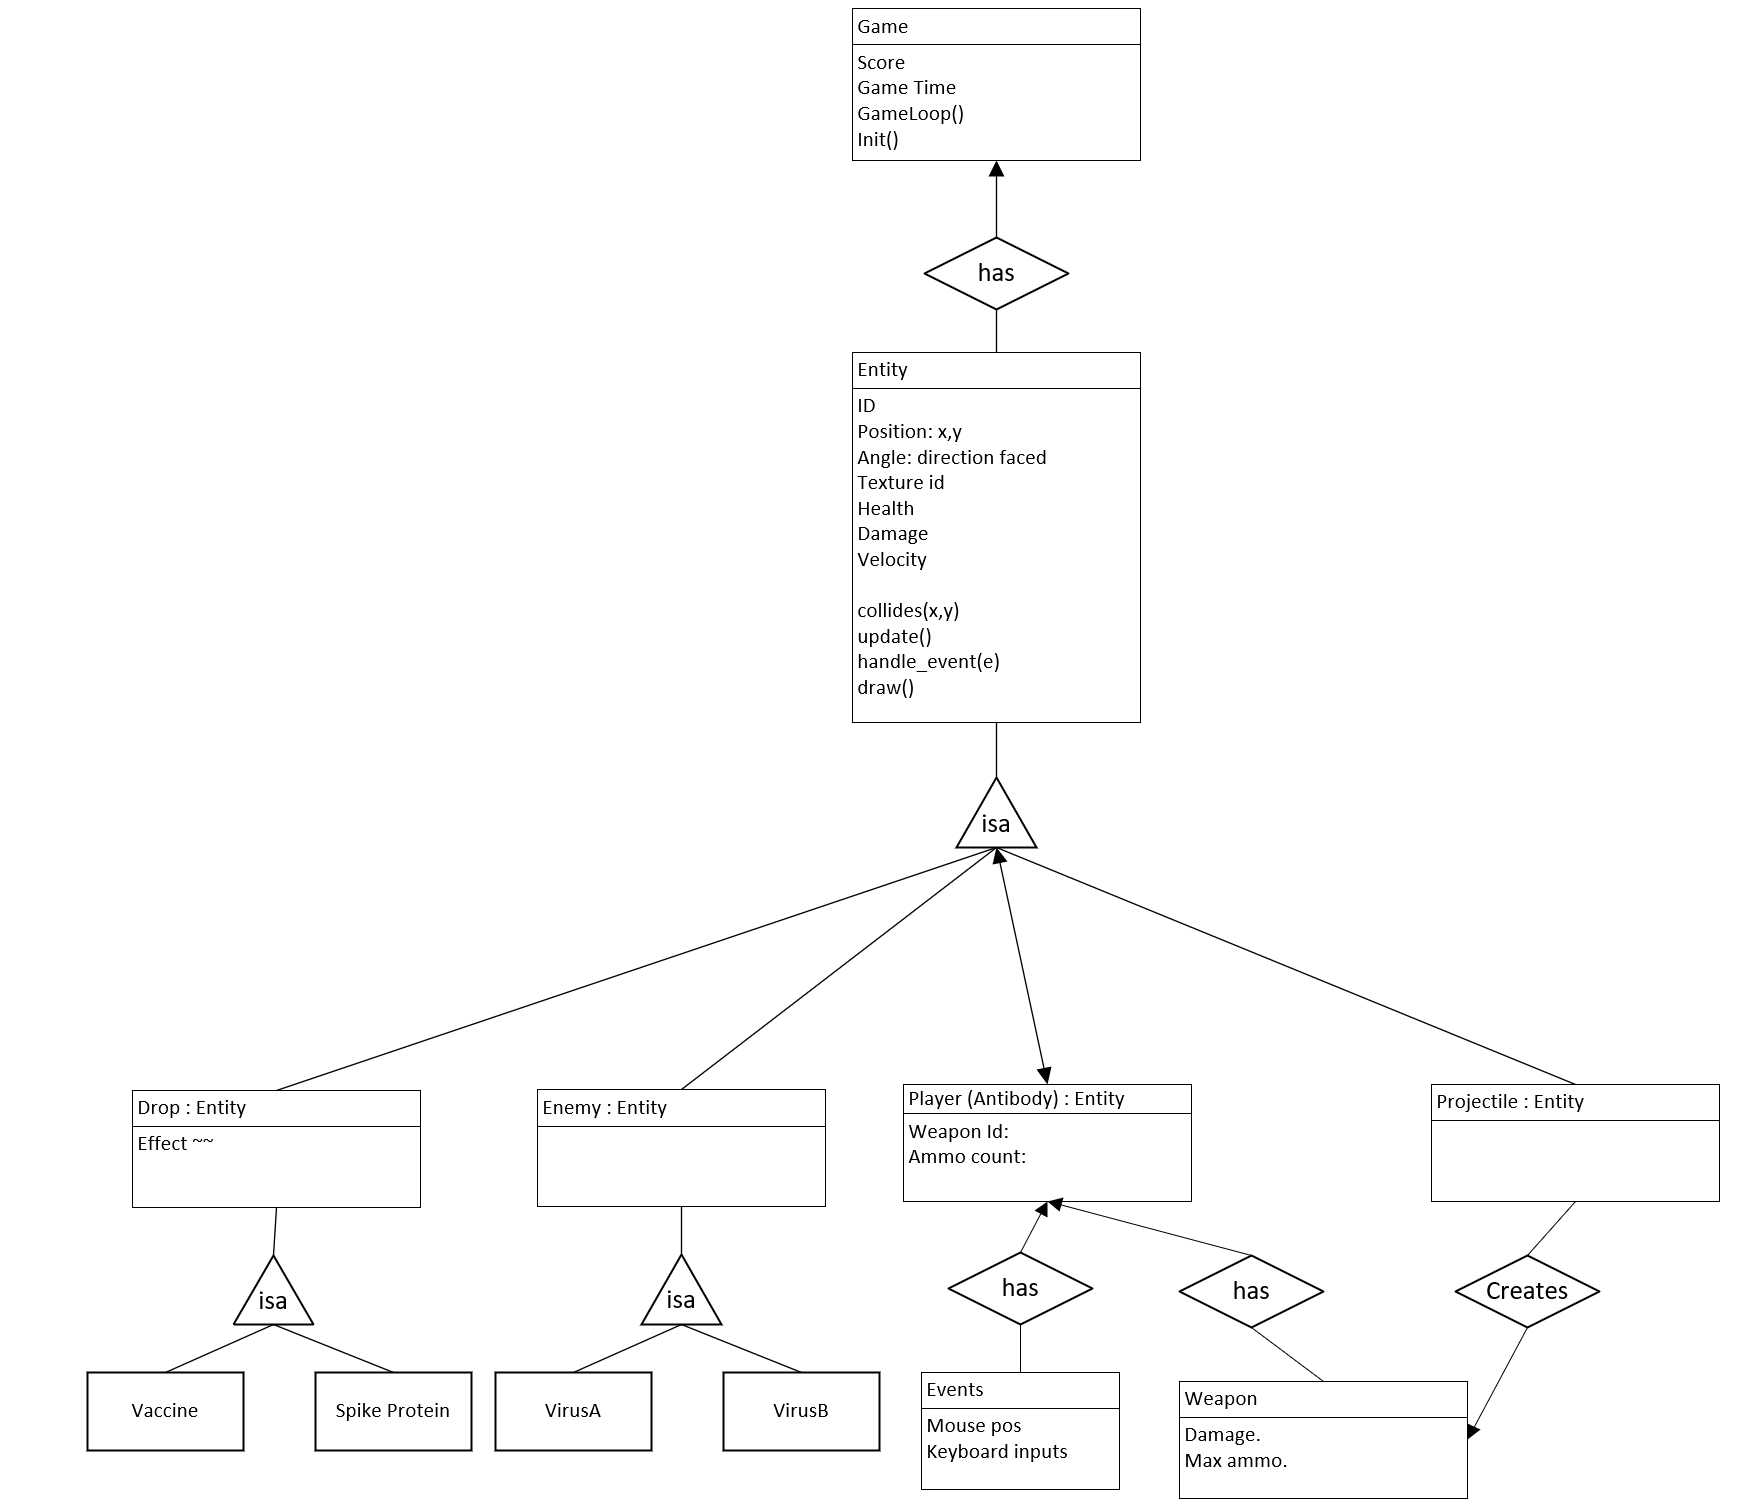 Game
Score
Game Time
GameLoop()
Init()
has
Entity
ID
Position: x,y
Angle: direction faced
Texture id
Health
Damage
Velocity
collides(x,y)
update()
handle_event(e)
draw()
isa
Drop : Entity
Effect ~~
Enemy : Entity
Player (Antibody) : Entity
Weapon Id:
Ammo count:
Projectile : Entity
isa
isa
has
has
Creates
Vaccine
Spike Protein
VirusA
VirusB
Events
Mouse pos
Keyboard inputs
Weapon
Damage.
Max ammo.